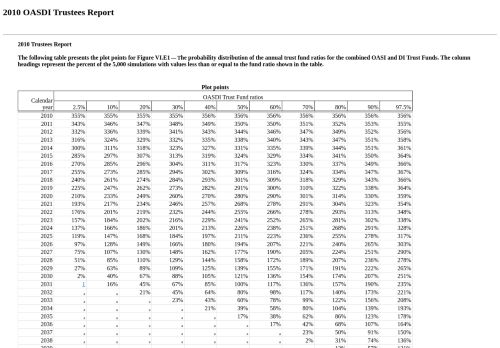 2010 OASDI Trustees Report
2010 Trustees Report
The following table presents the plot points for Figure VI.E1—The probability distribution of the annual trust fund ratios for the combined OASI and DI Trust Funds. The column
headings represent the percent of the 5,000 simulations with values less than or equal to the fund ratio shown in the table.
Plot points
Calendar year OASDI Trust Fund ratios
2.5% 10% 20% 30% 40% 50% 60% 70% 80% 90% 97.5%
2010 355% 355% 355% 355% 356% 356% 356% 356% 356% 356% 356%
2011 343% 346% 347% 348% 349% 350% 350% 351% 352% 353% 355%
2012 332% 336% 339% 341% 343% 344% 346% 347% 349% 352% 356%
2013 316% 324% 329% 332% 335% 338% 340% 343% 347% 351% 358%
2014 300% 311% 318% 323% 327% 331% 335% 339% 344% 351% 361%
2015 285% 297% 307% 313% 319% 324% 329% 334% 341% 350% 364%
2016 270% 285% 296% 304% 311% 317% 323% 330% 337% 349% 366%
2017 255% 273% 285% 294% 302% 309% 316% 324% 334% 347% 367%
2018 240% 261% 274% 284% 293% 301% 309% 318% 329% 343% 366%
2019 225% 247% 262% 273% 282% 291% 300% 310% 322% 338% 364%
2020 210% 233% 249% 260% 270% 280% 290% 301% 314% 330% 359%
2021 193% 217% 234% 246% 257% 268% 278% 291% 304% 323% 354%
2022 176% 201% 219% 232% 244% 255% 266% 278% 293% 313% 348%
2023 157% 184% 202% 216% 229% 241% 252% 265% 281% 302% 338%
2024 137% 166% 186% 201% 213% 226% 238% 251% 268% 291% 328%
2025 119% 147% 168% 184% 197% 211% 223% 236% 255% 278% 317%
2026 97% 128% 149% 166% 180% 194% 207% 221% 240% 265% 303%
2027 75% 107% 130% 148% 162% 177% 190% 205% 224% 251% 290%
2028 51% 85% 110% 129% 144% 158% 172% 189% 207% 236% 278%
2029 27% 63% 89% 109% 125% 139% 155% 171% 191% 222% 265%
2030 2% 40% 67% 88% 105% 121% 136% 154% 174% 207% 251%
2031 16% 45% 67% 85% 100% 117% 136% 157% 190% 235%
2032 21% 45% 64% 80% 98% 117% 140% 173% 221%
2033 23% 43% 60% 78% 99% 122% 156% 208%
2034 21% 39% 58% 80% 104% 139% 193%
2035 17% 38% 62% 86% 123% 178%
2036 17% 42% 68% 107% 164%
2037 23% 50% 91% 150%
2038 2% 31% 74% 136%